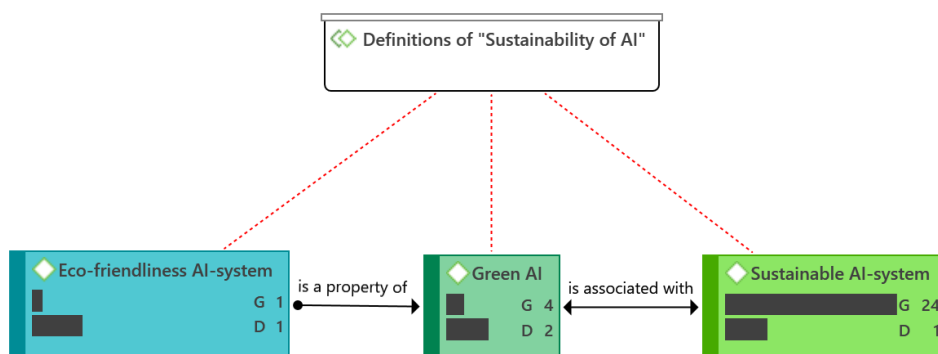 Definitions of "Sustainability of AI"
Eco-friendliness AI-system
G 1
D 1
is a property of
Green AI
G 4
D 2
is associated with
Sustainable AI-system
G 24
D 1